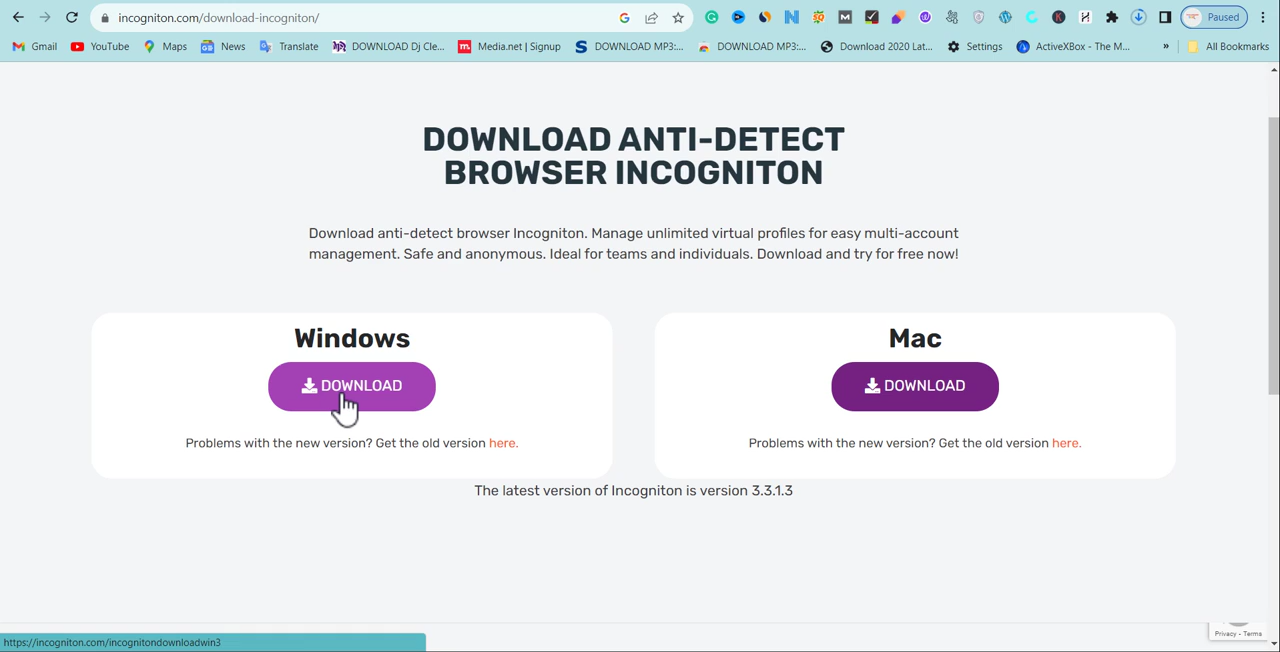 incogniton.com/download-incogniton/
Paused
Gmail
YouTube
Maps
News
Translate
DOWNLOAD Dj Cle...
Media.net | Signup
DOWNLOAD MP3:...
DOWNLOAD MP3:...
Download 2020 Lat...
Settings
ActiveXBox - The M...
»
All Bookmarks
DOWNLOAD ANTI-DETECT
BROWSER INCOGNITON
Download anti-detect browser Incogniton. Manage unlimited virtual profiles for easy multi-account
management. Safe and anonymous. Ideal for teams and individuals. Download and try for free now!
Windows
DOWNLOAD
Problems with the new version? Get the old version here.
Mac
DOWNLOAD
Problems with the new version? Get the old version here.
The latest version of Incogniton is version 3.3.1.3
Privacy - Terms
https://incogniton.com/incognitondownloadwin3